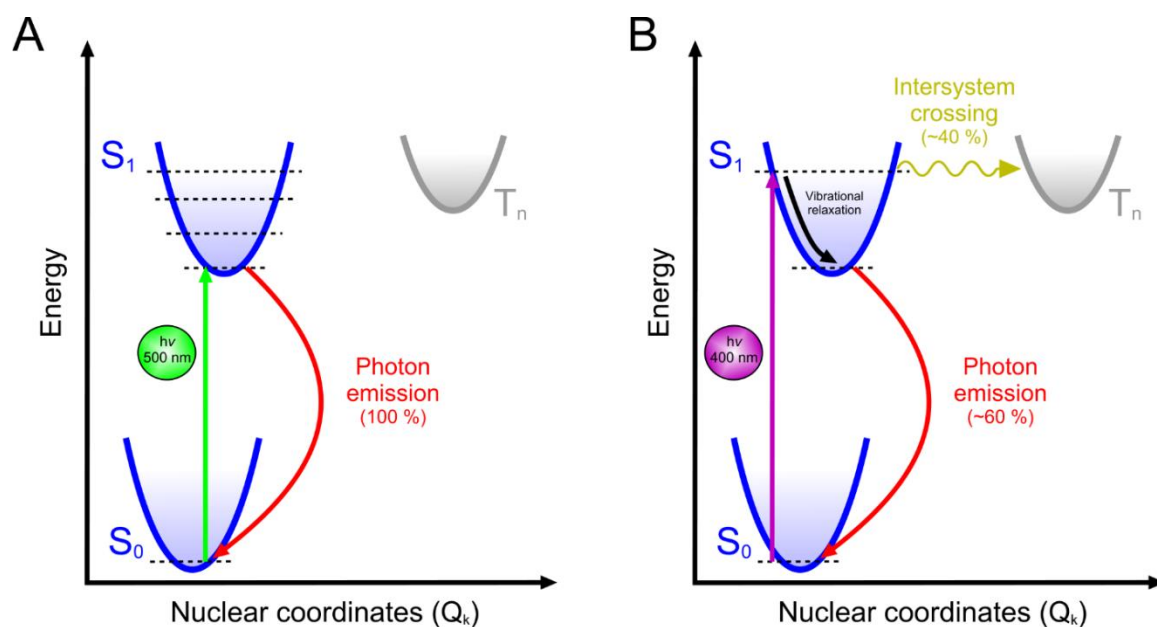 A
Energy
S₁
Tₙ
hν
500 nm
Photon
emission
(100 %)
S₀
Nuclear coordinates (Qₖ)
B
Energy
Intersystem
crossing
(~40 %)
S₁
Vibrational
relaxation
Tₙ
hν
400 nm
Photon
emission
(~60 %)
S₀
Nuclear coordinates (Qₖ)